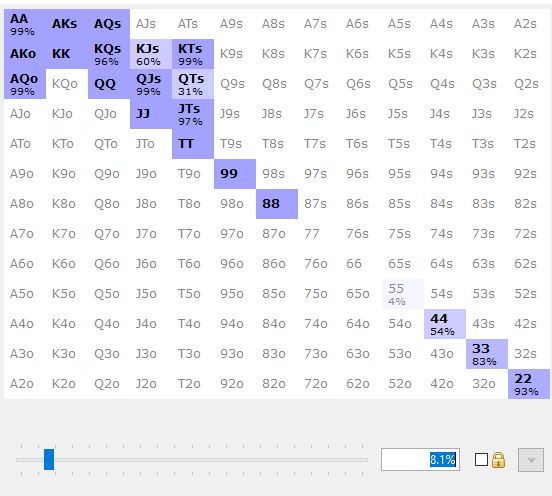 AA AKs AQs AJs ATs A9s A8s A7s A6s A5s A4s A3s A2s
99%
AKo KK KQs KJs KTs K9s K8s K7s K6s K5s K4s K3s K2s
96% 60% 99%
AQo KQo QQ QJs QTs Q9s Q8s Q7s Q6s Q5s Q4s Q3s Q2s
99% 99% 31%
AJo KJo QJo JJ JTs J9s J8s J7s J6s J5s J4s J3s J2s
97%
ATo KTo QTo JTo TT T9s T8s T7s T6s T5s T4s T3s T2s
A9o K9o Q9o J9o T9o 99 98s 97s 96s 95s 94s 93s 92s
A8o K8o Q8o J8o T8o 98o 88 87s 86s 85s 84s 83s 82s
A7o K7o Q7o J7o T7o 97o 87o 77 76s 75s 74s 73s 72s
A6o K6o Q6o J6o T6o 96o 86o 76o 66 65s 64s 63s 62s
A5o K5o Q5o J5o T5o 95o 85o 75o 65o 55 54s 53s 52s
4%
A4o K4o Q4o J4o T4o 94o 84o 74o 64o 54o 44 43s 42s
54%
A3o K3o Q3o J3o T3o 93o 83o 73o 63o 53o 43o 33 32s
83%
A2o K2o Q2o J2o T2o 92o 82o 72o 62o 52o 42o 32o 22
93%
8.1%